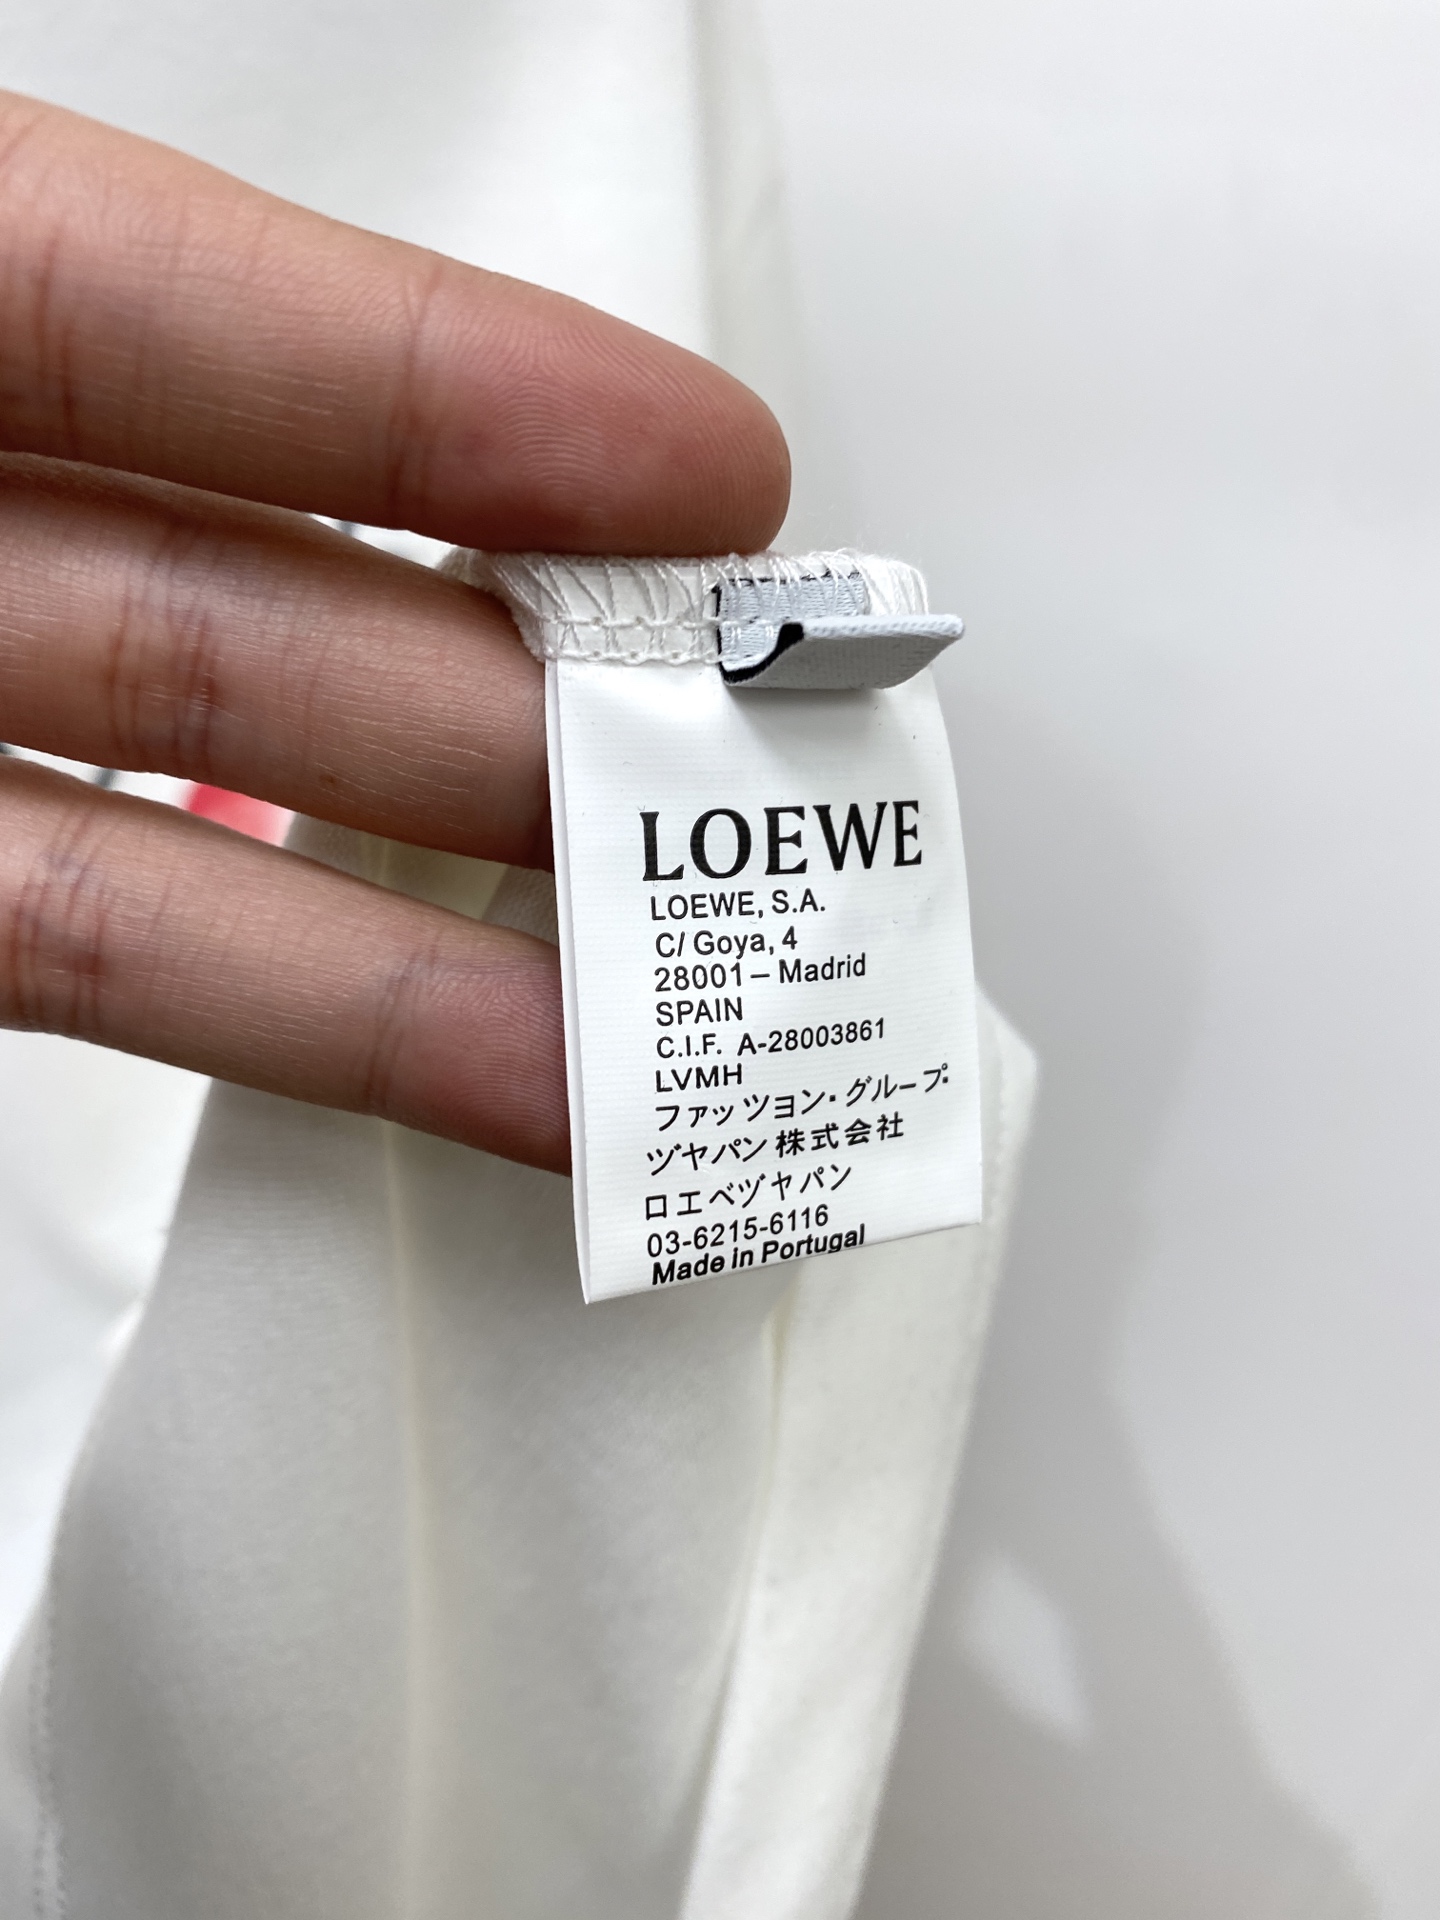 LOEWE
LOEWE, S.A.
C/ Goya, 4
28001 – Madrid
SPAIN
C.I.F. A-28003861
LVMH
ファッツヨン・グループ
ヅヤパン株式会社
ロエベヅヤパン
03-6215-6116
Made in Portugal